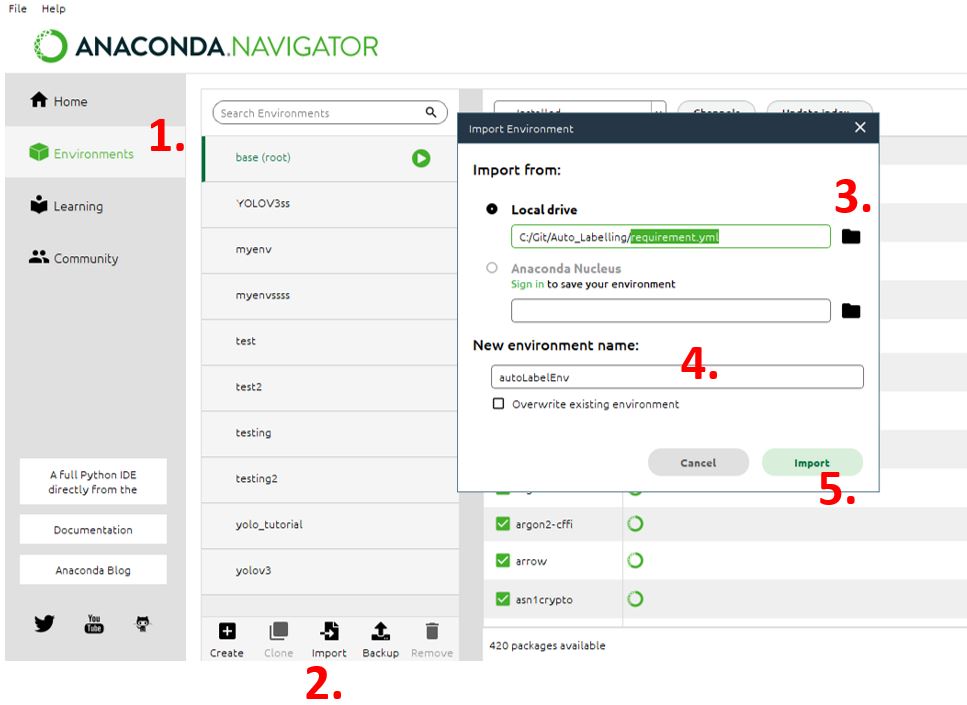 File Help
ANACONDA.NAVIGATOR
Home
1.
Environments
Learning
Community
A full Python IDE
directly from the
Documentation
Anaconda Blog
You
Tube
Search Environments
base (root)
YOLOV3ss
myenv
myenvssss
test
test2
testing
testing2
yolo_tutorial
yolov3
Create Clone Import Backup Remove
2.
Installed Channels Update index...
Import Environment
Import from:
3.
Local drive
C:/Git/Auto_Labelling/requirement.yml
Anaconda Nucleus
Sign in to save your environment
New environment name:
4.
autoLabelEnv
Overwrite existing environment
Cancel Import
5.
argon2-cffi
arrow
asn1crypto
420 packages available